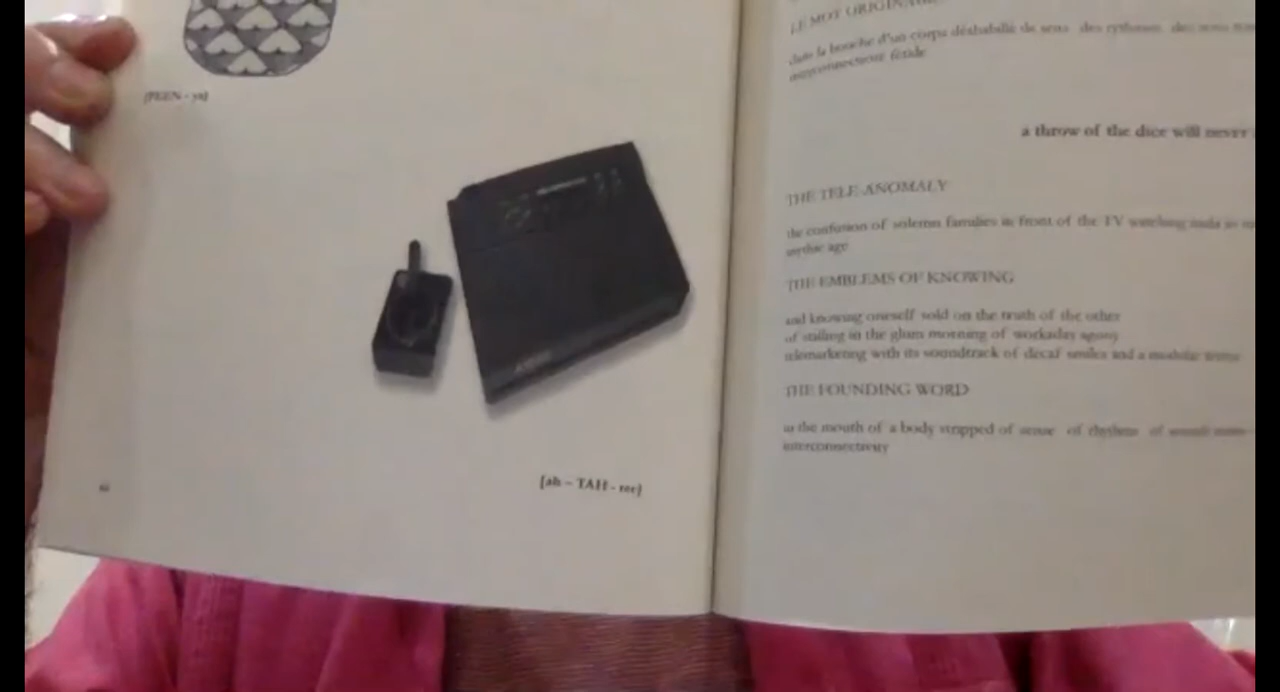 [PEEN - ya]
ATARI
[ah – TAH - ree]
LE MOT ORIGINAIRE
dans la bouche d'un corps déshabillé de sens des rythmes des sons
a throw of the dice will never
THE TELE-ANOMALY
the confusion of solemn families in front of the TV watching
mythic age
THE EMBLEMS OF KNOWING
and knowing oneself sold on the truth of the other
of stalling in the glum morning of workaday agony
telemarketing with its soundtrack of decaf smiles and a modular
THE FOUNDING WORD
in the mouth of a body stripped of sense of rhythms of sounds
interconnectivity